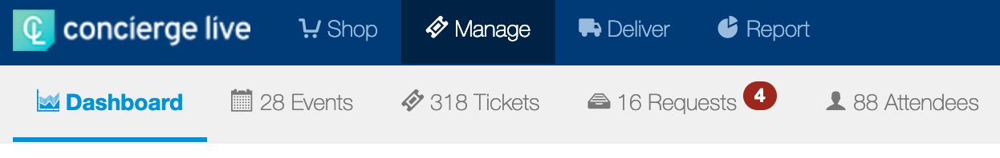 concierge live Shop Manage Deliver Report
Dashboard 28 Events 318 Tickets 16 Requests 4 88 Attendees